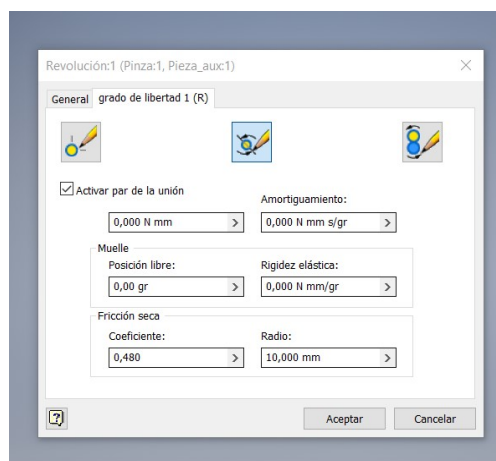 Revolución:1 (Pinza:1, Pieza_aux:1)
General grado de libertad 1 (R)
Activar par de la unión
Amortiguamiento:
0,000 N mm 0,000 N mm s/gr
Muelle
Posición libre: Rigidez elástica:
0,00 gr 0,000 N mm/gr
Fricción seca
Coeficiente: Radio:
0,480 10,000 mm
Aceptar Cancelar